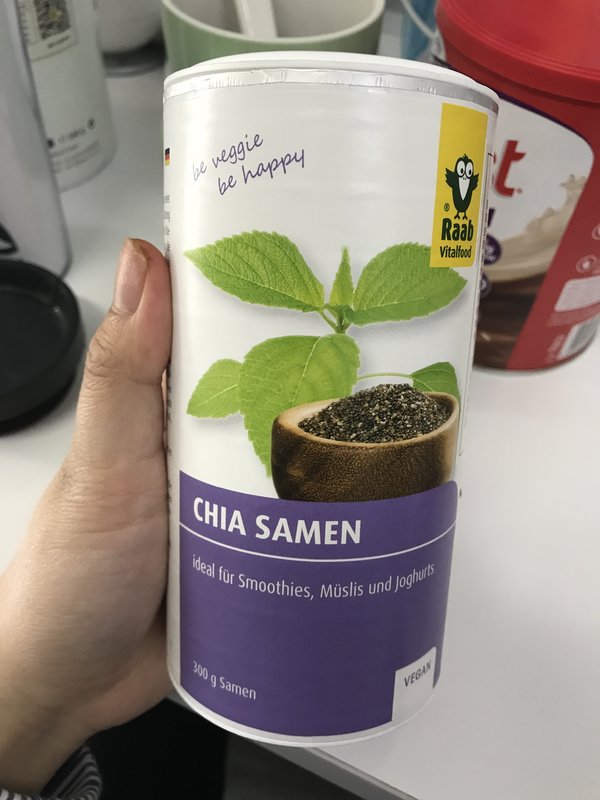 be veggie
be happy
®
Raab
Vitalfood
CHIA SAMEN
ideal für Smoothies, Müslis und Joghurts
300 g Samen
VEGAN